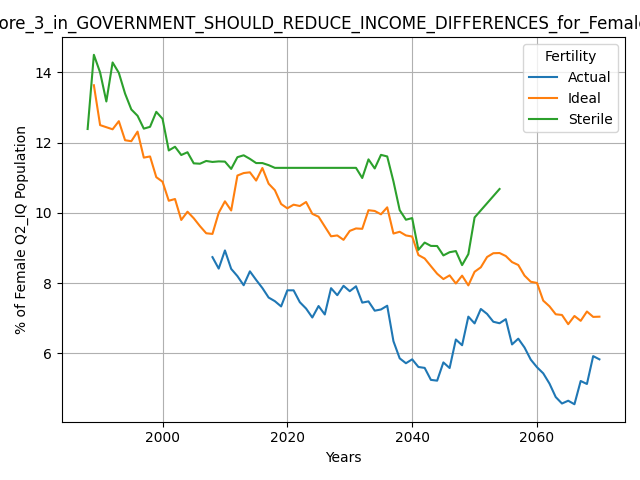 ore_3_in_GOVERNMENT_SHOULD_REDUCE_INCOME_DIFFERENCES_for_Female
Fertility
Actual
Ideal
Sterile
% of Female Q2_IQ Population
14
12
10
8
6
2000
2020
2040
2060
Years